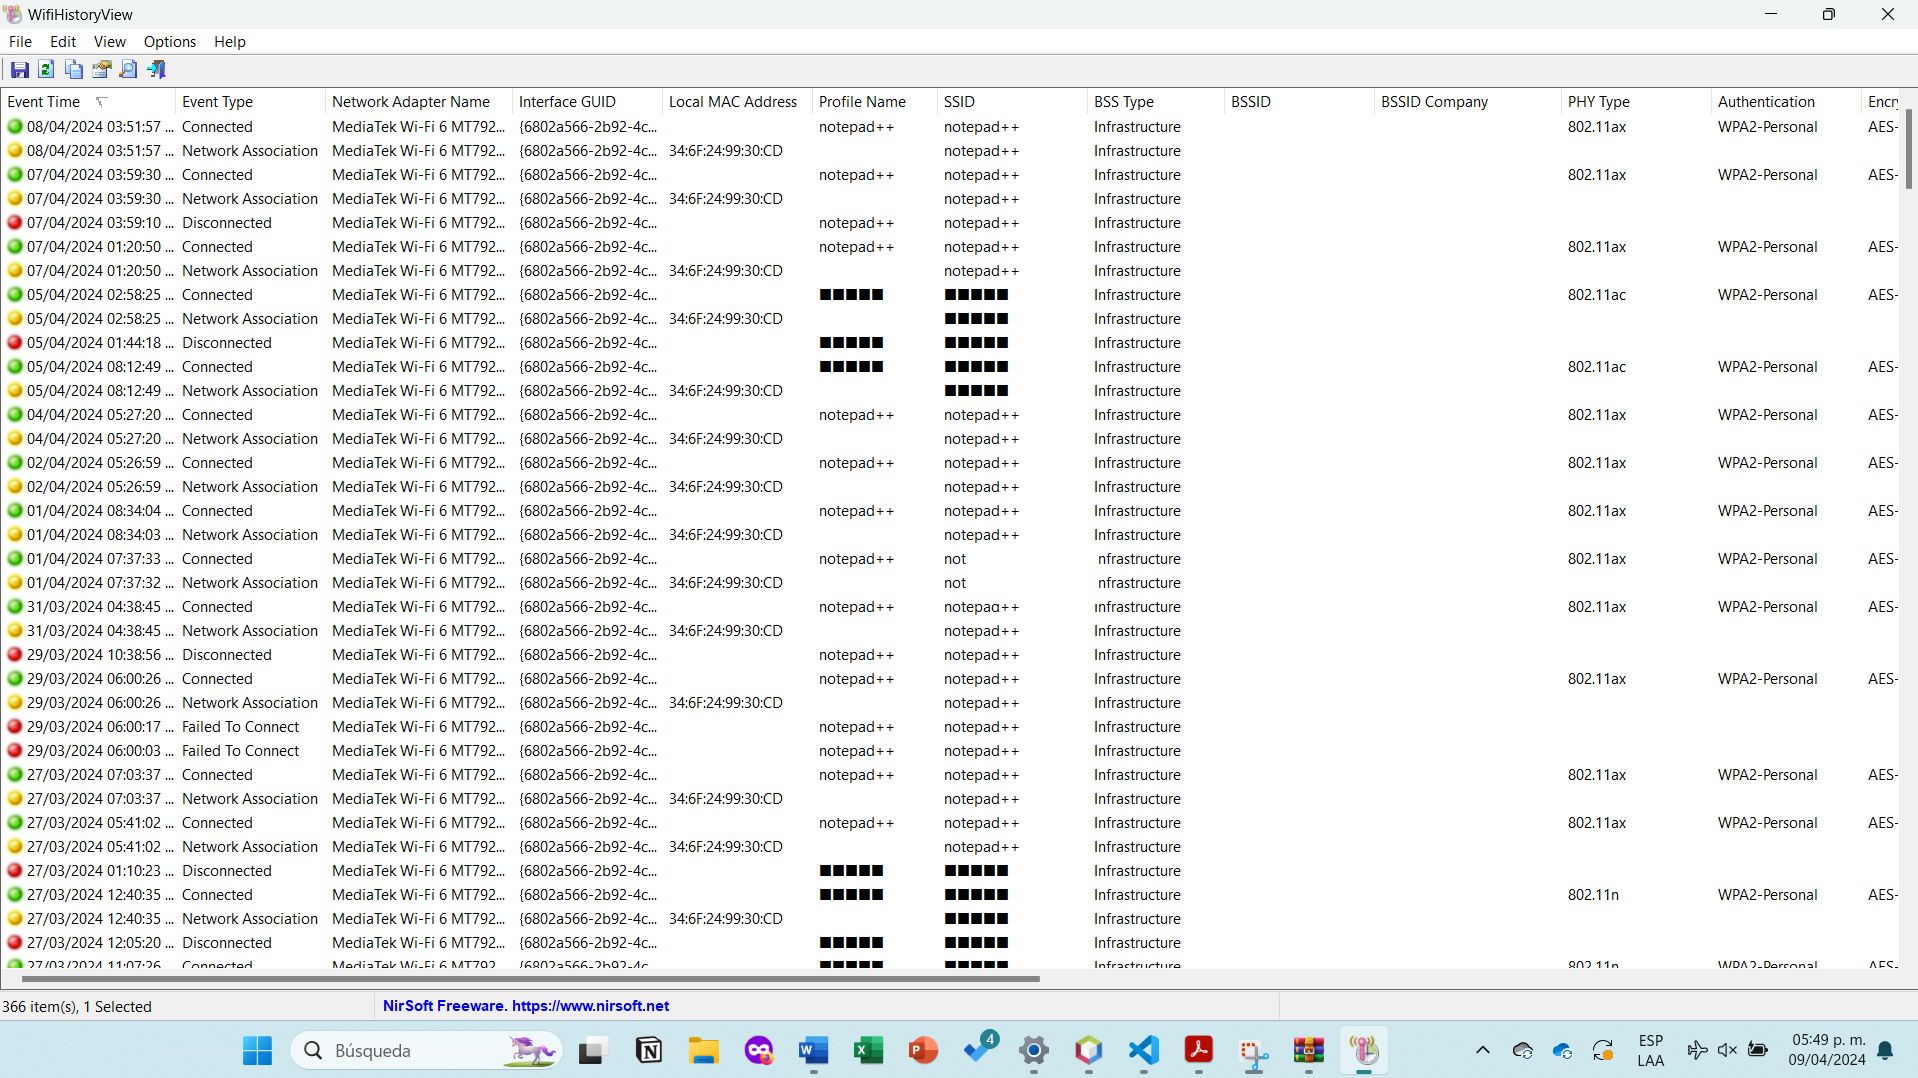 WifiHistoryView
File Edit View Options Help
Event Time Event Type Network Adapter Name Interface GUID Local MAC Address Profile Name SSID BSS Type BSSID BSSID Company PHY Type Authentication Encry
08/04/2024 03:51:57 ... Connected MediaTek Wi-Fi 6 MT792... {6802a566-2b92-4c... notepad++ notepad++ Infrastructure 802.11ax WPA2-Personal AES-
08/04/2024 03:51:57 ... Network Association MediaTek Wi-Fi 6 MT792... {6802a566-2b92-4c... 34:6F:24:99:30:CD notepad++ Infrastructure
07/04/2024 03:59:30 ... Connected MediaTek Wi-Fi 6 MT792... {6802a566-2b92-4c... notepad++ notepad++ Infrastructure 802.11ax WPA2-Personal AES-
07/04/2024 03:59:30 ... Network Association MediaTek Wi-Fi 6 MT792... {6802a566-2b92-4c... 34:6F:24:99:30:CD notepad++ Infrastructure
07/04/2024 03:59:10 ... Disconnected MediaTek Wi-Fi 6 MT792... {6802a566-2b92-4c... notepad++ notepad++ Infrastructure
07/04/2024 01:20:50 ... Connected MediaTek Wi-Fi 6 MT792... {6802a566-2b92-4c... notepad++ notepad++ Infrastructure 802.11ax WPA2-Personal AES-
07/04/2024 01:20:50 ... Network Association MediaTek Wi-Fi 6 MT792... {6802a566-2b92-4c... 34:6F:24:99:30:CD notepad++ Infrastructure
05/04/2024 02:58:25 ... Connected MediaTek Wi-Fi 6 MT792... {6802a566-2b92-4c... ■■■■■ ■■■■■ Infrastructure 802.11ac WPA2-Personal AES-
05/04/2024 02:58:25 ... Network Association MediaTek Wi-Fi 6 MT792... {6802a566-2b92-4c... 34:6F:24:99:30:CD ■■■■■ Infrastructure
05/04/2024 01:44:18 ... Disconnected MediaTek Wi-Fi 6 MT792... {6802a566-2b92-4c... ■■■■■ ■■■■■ Infrastructure
05/04/2024 08:12:49 ... Connected MediaTek Wi-Fi 6 MT792... {6802a566-2b92-4c... ■■■■■ ■■■■■ Infrastructure 802.11ac WPA2-Personal AES-
05/04/2024 08:12:49 ... Network Association MediaTek Wi-Fi 6 MT792... {6802a566-2b92-4c... 34:6F:24:99:30:CD ■■■■■ Infrastructure
04/04/2024 05:27:20 ... Connected MediaTek Wi-Fi 6 MT792... {6802a566-2b92-4c... notepad++ notepad++ Infrastructure 802.11ax WPA2-Personal AES-
04/04/2024 05:27:20 ... Network Association MediaTek Wi-Fi 6 MT792... {6802a566-2b92-4c... 34:6F:24:99:30:CD notepad++ Infrastructure
02/04/2024 05:26:59 ... Connected MediaTek Wi-Fi 6 MT792... {6802a566-2b92-4c... notepad++ notepad++ Infrastructure 802.11ax WPA2-Personal AES-
02/04/2024 05:26:59 ... Network Association MediaTek Wi-Fi 6 MT792... {6802a566-2b92-4c... 34:6F:24:99:30:CD notepad++ Infrastructure
01/04/2024 08:34:04 ... Connected MediaTek Wi-Fi 6 MT792... {6802a566-2b92-4c... notepad++ notepad++ Infrastructure 802.11ax WPA2-Personal AES-
01/04/2024 08:34:03 ... Network Association MediaTek Wi-Fi 6 MT792... {6802a566-2b92-4c... 34:6F:24:99:30:CD notepad++ Infrastructure
01/04/2024 07:37:33 ... Connected MediaTek Wi-Fi 6 MT792... {6802a566-2b92-4c... notepad++ not nfrastructure 802.11ax WPA2-Personal AES-
01/04/2024 07:37:32 ... Network Association MediaTek Wi-Fi 6 MT792... {6802a566-2b92-4c... 34:6F:24:99:30:CD not nfrastructure
31/03/2024 04:38:45 ... Connected MediaTek Wi-Fi 6 MT792... {6802a566-2b92-4c... notepad++ notepad++ Infrastructure 802.11ax WPA2-Personal AES-
31/03/2024 04:38:45 ... Network Association MediaTek Wi-Fi 6 MT792... {6802a566-2b92-4c... 34:6F:24:99:30:CD notepad++ Infrastructure
29/03/2024 10:38:56 ... Disconnected MediaTek Wi-Fi 6 MT792... {6802a566-2b92-4c... notepad++ notepad++ Infrastructure
29/03/2024 06:00:26 ... Connected MediaTek Wi-Fi 6 MT792... {6802a566-2b92-4c... notepad++ notepad++ Infrastructure 802.11ax WPA2-Personal AES-
29/03/2024 06:00:26 ... Network Association MediaTek Wi-Fi 6 MT792... {6802a566-2b92-4c... 34:6F:24:99:30:CD notepad++ Infrastructure
29/03/2024 06:00:17 ... Failed To Connect MediaTek Wi-Fi 6 MT792... {6802a566-2b92-4c... notepad++ notepad++ Infrastructure
29/03/2024 06:00:03 ... Failed To Connect MediaTek Wi-Fi 6 MT792... {6802a566-2b92-4c... notepad++ notepad++ Infrastructure
27/03/2024 07:03:37 ... Connected MediaTek Wi-Fi 6 MT792... {6802a566-2b92-4c... notepad++ notepad++ Infrastructure 802.11ax WPA2-Personal AES-
27/03/2024 07:03:37 ... Network Association MediaTek Wi-Fi 6 MT792... {6802a566-2b92-4c... 34:6F:24:99:30:CD notepad++ Infrastructure
27/03/2024 05:41:02 ... Connected MediaTek Wi-Fi 6 MT792... {6802a566-2b92-4c... notepad++ notepad++ Infrastructure 802.11ax WPA2-Personal AES-
27/03/2024 05:41:02 ... Network Association MediaTek Wi-Fi 6 MT792... {6802a566-2b92-4c... 34:6F:24:99:30:CD notepad++ Infrastructure
27/03/2024 01:10:23 ... Disconnected MediaTek Wi-Fi 6 MT792... {6802a566-2b92-4c... ■■■■■ ■■■■■ Infrastructure
27/03/2024 12:40:35 ... Connected MediaTek Wi-Fi 6 MT792... {6802a566-2b92-4c... ■■■■■ ■■■■■ Infrastructure 802.11n WPA2-Personal AES-
27/03/2024 12:40:35 ... Network Association MediaTek Wi-Fi 6 MT792... {6802a566-2b92-4c... 34:6F:24:99:30:CD ■■■■■ Infrastructure
27/03/2024 12:05:20 ... Disconnected MediaTek Wi-Fi 6 MT792... {6802a566-2b92-4c... ■■■■■ ■■■■■ Infrastructure
27/03/2024 11:07:26 Connected MediaTek Wi-Fi 6 MT792 {6802a566-2b92-4c ■■■■■ ■■■■■ Infrastructure 802.11n WPA2-Personal AES-
366 item(s), 1 Selected NirSoft Freeware. https://www.nirsoft.net
Búsqueda
4
ESP
LAA
05:49 p. m.
09/04/2024